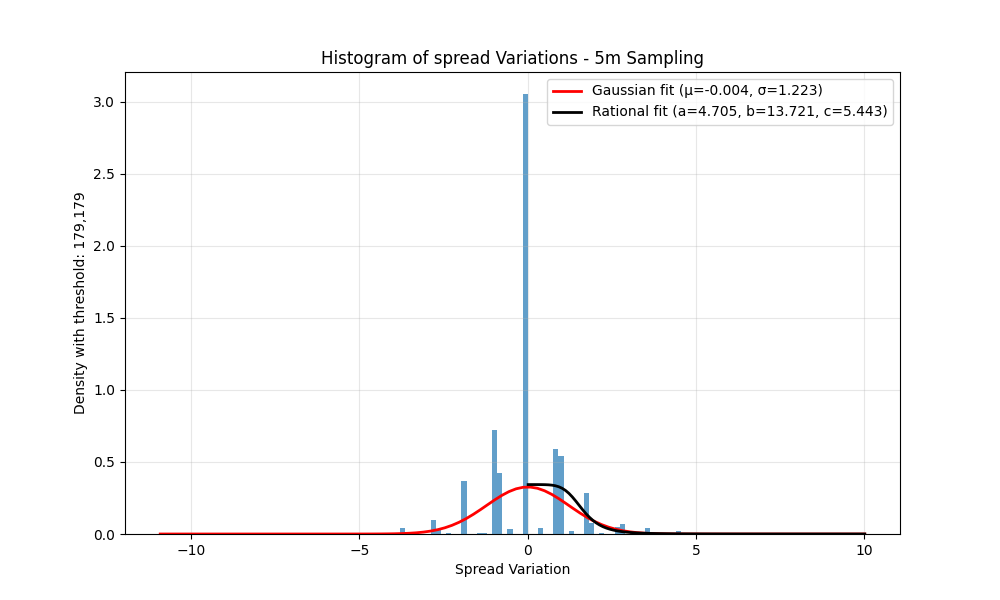 Histogram of spread Variations - 5m Sampling
Gaussian fit (μ=-0.004, σ=1.223)
Rational fit (a=4.705, b=13.721, c=5.443)
Density with threshold: 179,179
3.0
2.5
2.0
1.5
1.0
0.5
0.0
−10
−5
0
5
10
Spread Variation